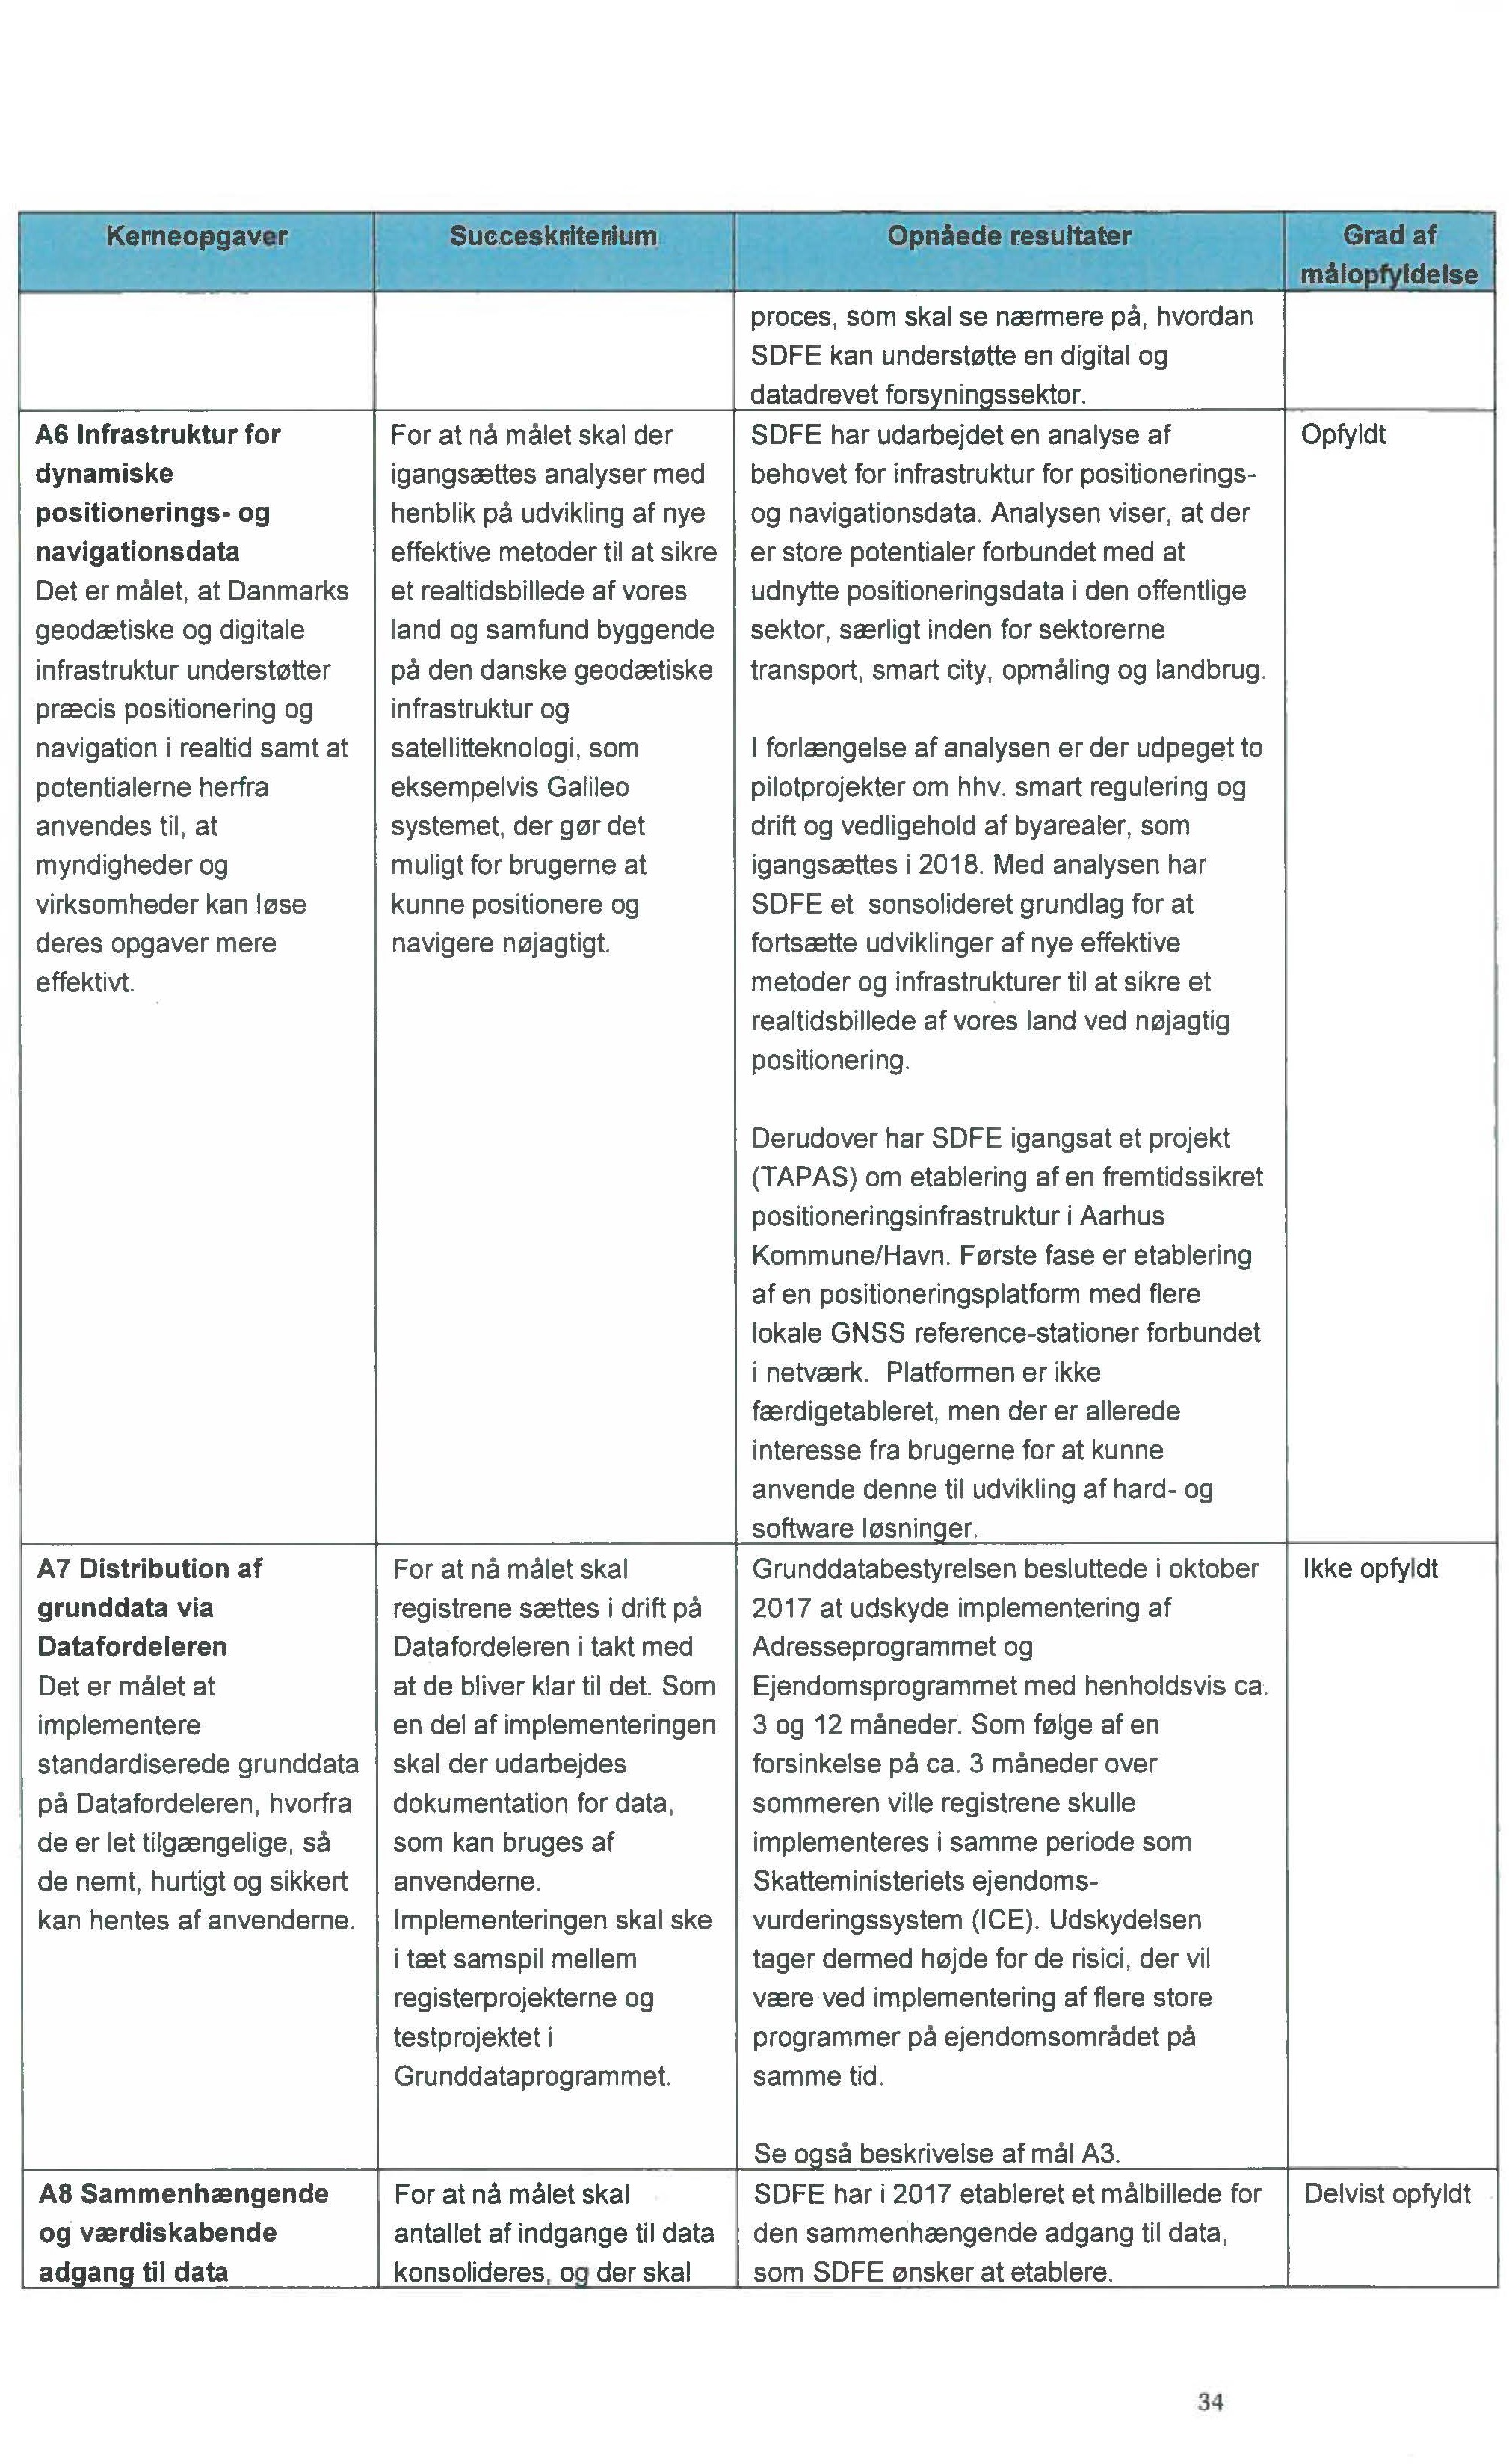 Kerneopgaver
Succeskriterium
Opnåede resultater
Grad af
målopfyldelse
proces, som skal se nærmere på, hvordan
SDFE kan understøtte en digital og
datadrevet forsyningssektor.
A6 Infrastruktur for
dynamiske
positionerings- og
navigationsdata
Det er målet, at Danmarks
geodætiske og digitale
infrastruktur understøtter
præcis positionering og
navigation i realtid samt at
potentialerne herfra
anvendes til, at
myndigheder og
virksomheder kan løse
deres opgaver mere
effektivt.
For at nå målet skal der
igangsættes analyser med
henblik på udvikling af nye
effektive metoder til at sikre
et realtidsbillede af vores
land og samfund byggende
på den danske geodætiske
infrastruktur og
satellitteknologi, som
eksempelvis Galileo
systemet, der gør det
muligt for brugerne at
kunne positionere og
navigere nøjagtigt.
SDFE har udarbejdet en analyse af
behovet for infrastruktur for positionerings-
og navigationsdata. Analysen viser, at der
er store potentialer forbundet med at
udnytte positioneringsdata i den offentlige
sektor, særligt inden for sektorerne
transport, smart city, opmåling og landbrug.
I forlængelse af analysen er der udpeget to
pilotprojekter om hhv. smart regulering og
drift og vedligehold af byarealer, som
igangsættes i 2018. Med analysen har
SDFE et sonsolideret grundlag for at
fortsætte udviklinger af nye effektive
metoder og infrastrukturer til at sikre et
realtidsbillede af vores land ved nøjagtig
positionering.
Derudover har SDFE igangsat et projekt
(TAPAS) om etablering af en fremtidssikret
positioneringsinfrastruktur i Aarhus
Kommune/Havn. Første fase er etablering
af en positioneringsplatform med flere
lokale GNSS reference-stationer forbundet
i netværk. Platformen er ikke
færdigetableret, men der er allerede
interesse fra brugerne for at kunne
anvende denne til udvikling af hard- og
software løsninger.
Opfyldt
A7 Distribution af
grunddata via
Datafordeleren
Det er målet at
implementere
standardiserede grunddata
på Datafordeleren, hvorfra
de er let tilgængelige, så
de nemt, hurtigt og sikkert
kan hentes af anvenderne.
For at nå målet skal
registrene sættes i drift på
Datafordeleren i takt med
at de bliver klar til det. Som
en del af implementeringen
skal der udarbejdes
dokumentation for data,
som kan bruges af
anvenderne.
Implementeringen skal ske
i tæt samspil mellem
registerprojekterne og
testprojektet i
Grunddataprogrammet.
Grunddatabestyrelsen besluttede i oktober
2017 at udskyde implementering af
Adresseprogrammet og
Ejendomsprogrammet med henholdsvis ca.
3 og 12 måneder. Som følge af en
forsinkelse på ca. 3 måneder over
sommeren ville registrene skulle
implementeres i samme periode som
Skatteministeriets ejendoms-
vurderingssystem (ICE). Udskydelsen
tager dermed højde for de risici, der vil
være ved implementering af flere store
programmer på ejendomsområdet på
samme tid.
Se også beskrivelse af mål A3.
Ikke opfyldt
A8 Sammenhængende
og værdiskabende
adgang til data
For at nå målet skal
antallet af indgange til data
konsolideres, og der skal
SDFE har i 2017 etableret et målbillede for
den sammenhængende adgang til data,
som SDFE ønsker at etablere.
Delvist opfyldt
34